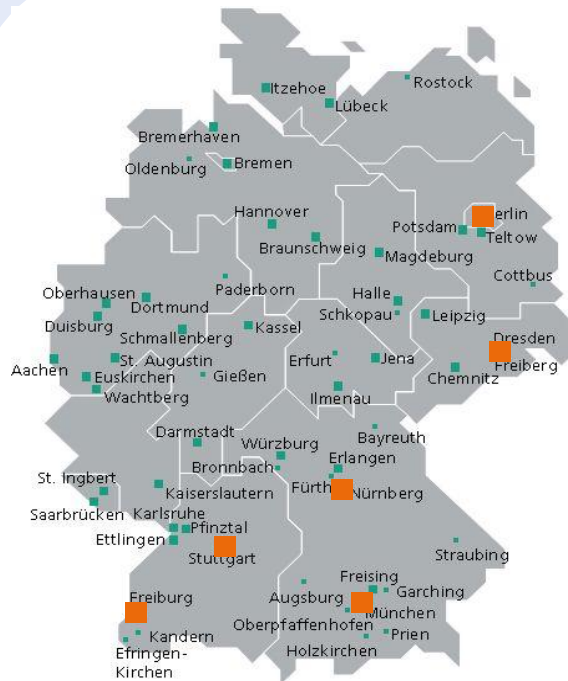 Rostock
Itzehoe
Lübeck
Bremerhaven
Oldenburg
Bremen
Hannover
erlin
Potsdam
Teltow
Braunschweig
Magdeburg
Cottbus
Paderborn
Oberhausen
Dortmund
Halle
Schkopau
Leipzig
Duisburg
Schmallenberg
Kassel
Dresden
Aachen
St. Augustin
Erfurt
Jena
Freiberg
Euskirchen
Gießen
Chemnitz
Wachtberg
Ilmenau
Darmstadt
Würzburg
Bayreuth
Bronnbach
Erlangen
St. Ingbert
Kaiserslautern
Fürth
Nürnberg
Saarbrücken
Karlsruhe
Pfinztal
Ettlingen
Stuttgart
Straubing
Freising
Freiburg
Augsburg
Garching
München
Oberpfaffenhofen
Kandern
Prien
Efringen-
Kirchen
Holzkirchen